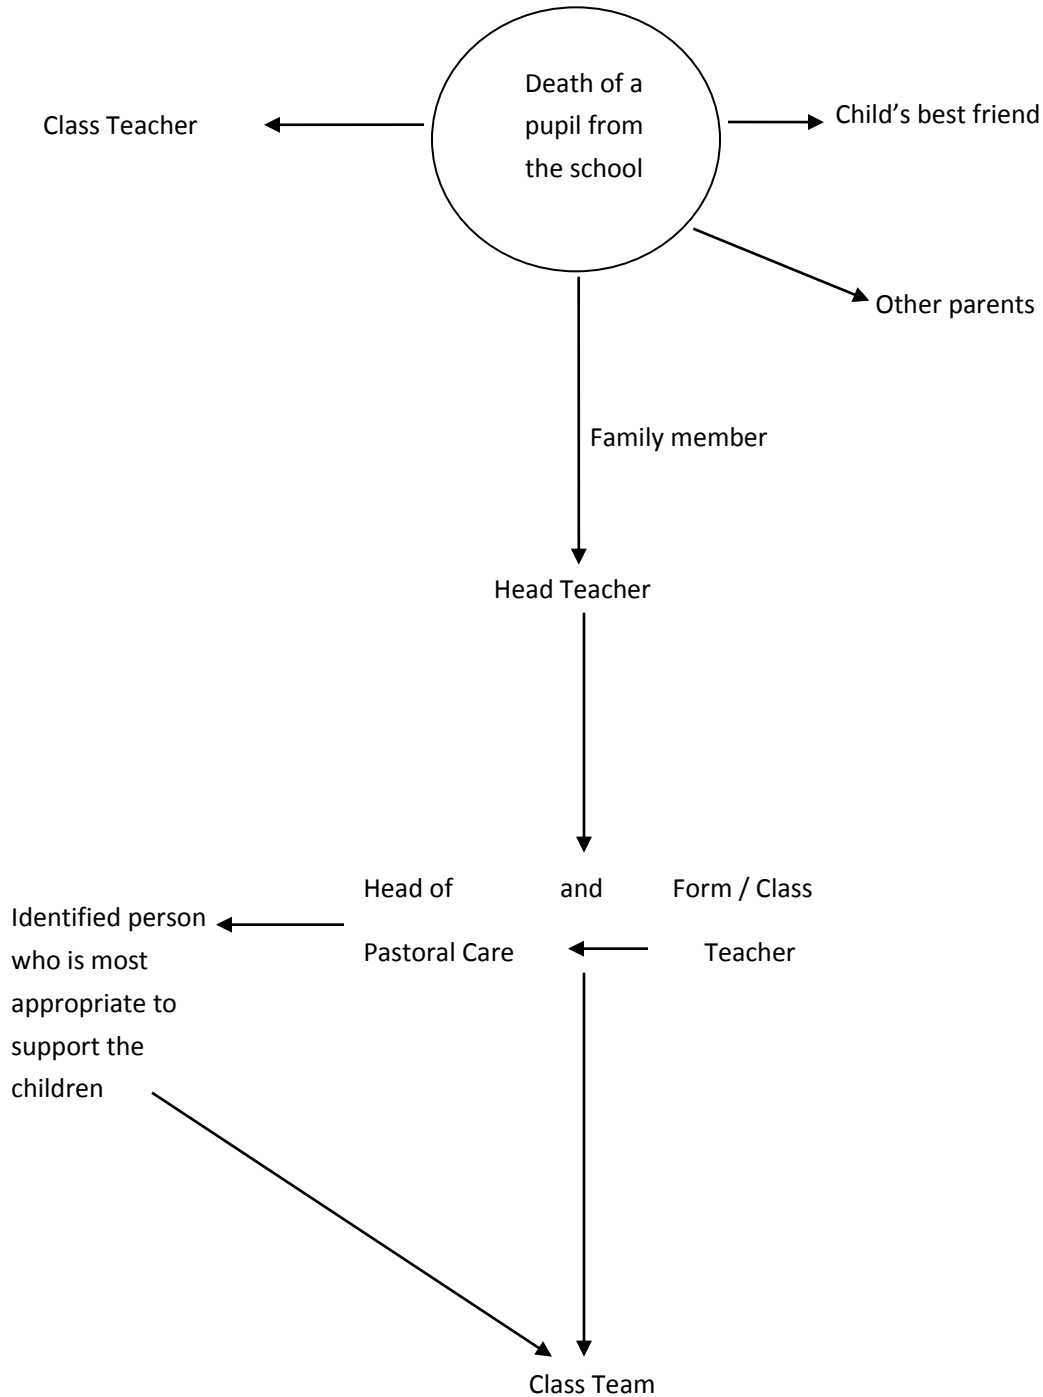 Death of a
pupil from
the school
Class Teacher
Child’s best friend
Other parents
Family member
Head Teacher
Head of and Form / Class
Pastoral Care Teacher
Identified person
who is most
appropriate to
support the
children
Class Team